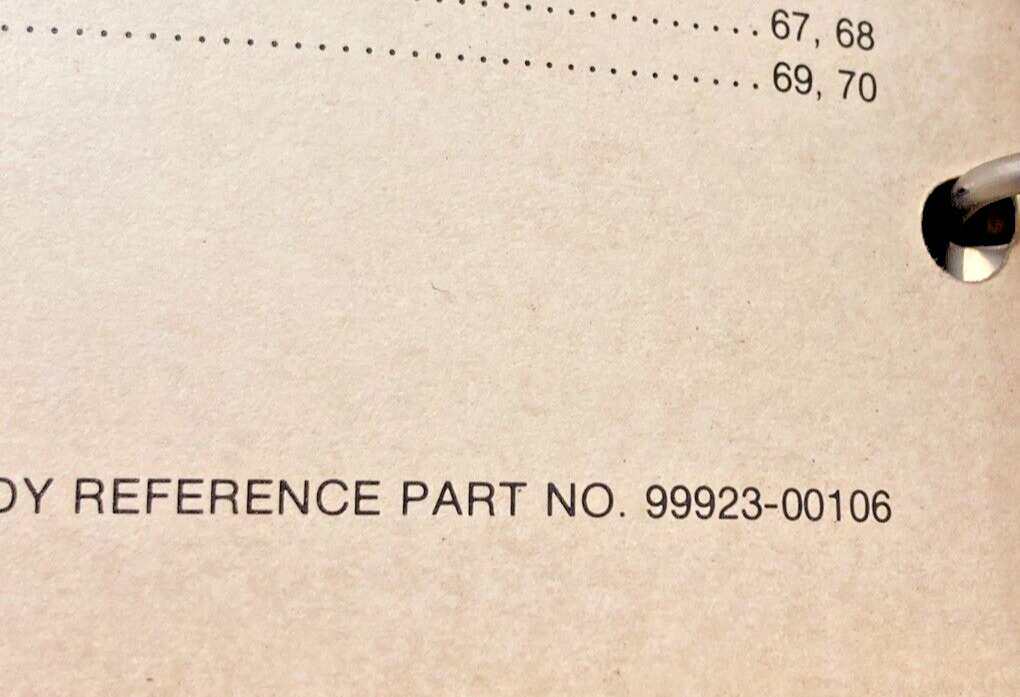 67, 68
69, 70
DY REFERENCE PART NO. 99923-00106